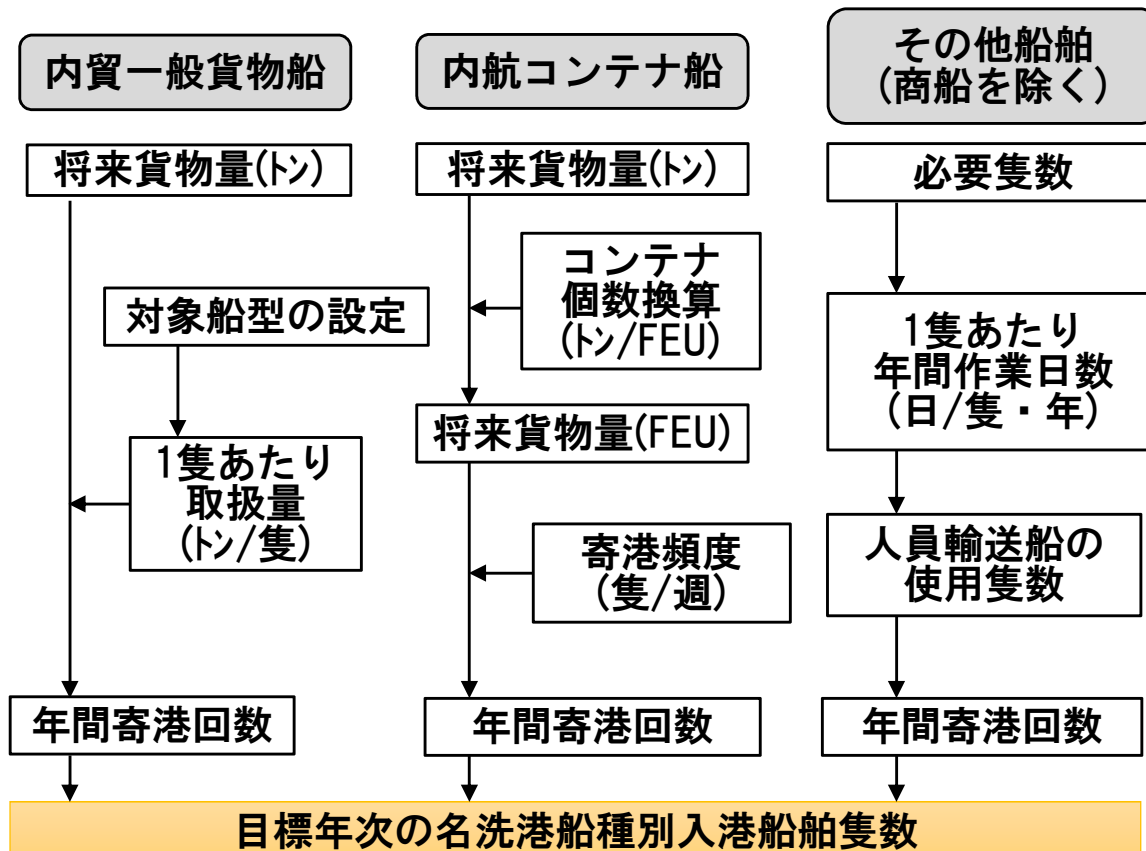 内貿一般貨物船
将来貨物量(トン)
対象船型の設定
1隻あたり
取扱量
(トン/隻)
年間寄港回数
内航コンテナ船
将来貨物量(トン)
コンテナ
個数換算
(トン/FEU)
将来貨物量(FEU)
寄港頻度
(隻/週)
年間寄港回数
その他船舶
(商船を除く)
必要隻数
1隻あたり
年間作業日数
(日/隻・年)
人員輸送船の
使用隻数
年間寄港回数
目標年次の名洗港船種別入港船舶隻数